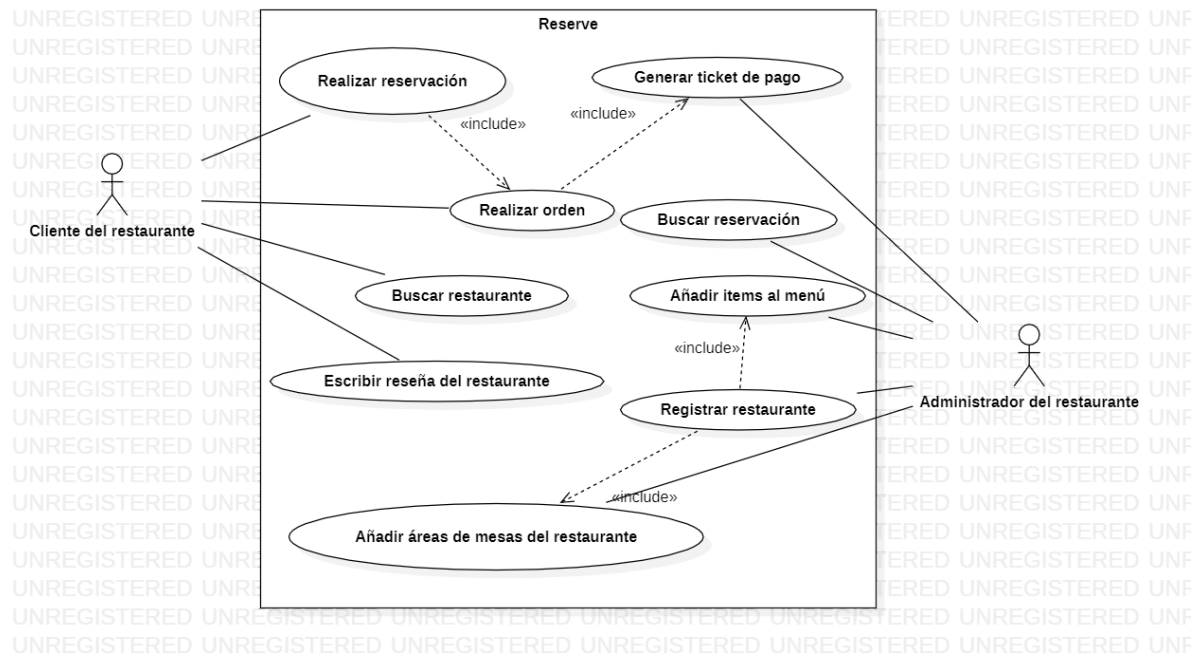 Reserve
Realizar reservación
Generar ticket de pago
«include»
«include»
Cliente del restaurante
Realizar orden
Buscar reservación
Buscar restaurante
Añadir items al menú
«include»
Escribir reseña del restaurante
Registrar restaurante
Administrador del restaurante
«include»
Añadir áreas de mesas del restaurante
UNREGISTERED